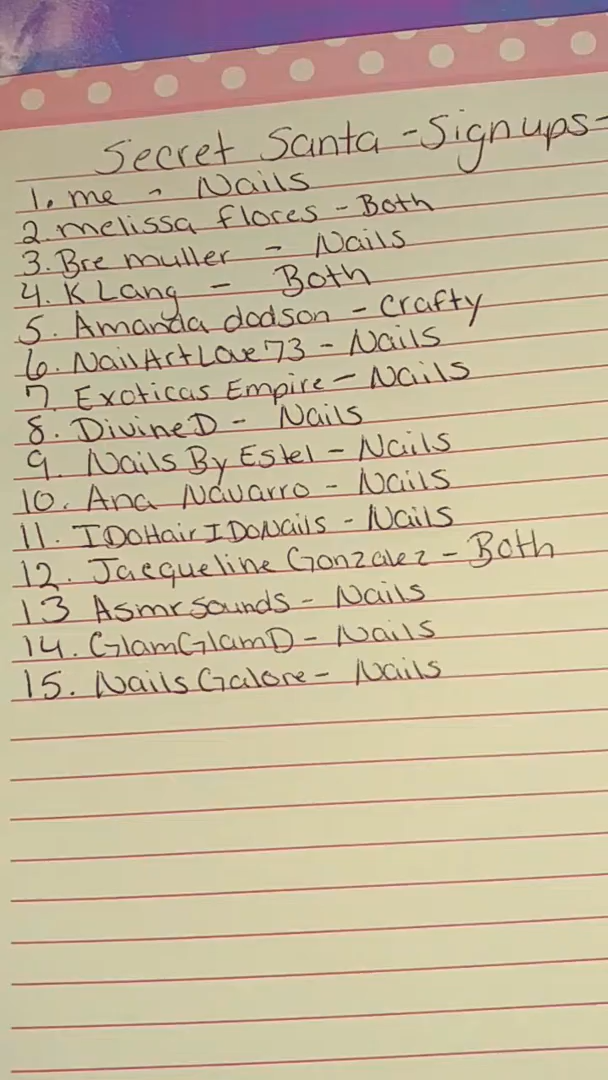 Secret Santa -Signups-
1. me - Nails
2. melissa flores - Both
3. Bre muller - Nails
4. K Lang - Both
5. Amanda dodson - crafty
6. NailArtLove73 - Nails
7. Exoticas Empire - Nails
8. DivineD - Nails
9. Nails By Estel - Nails
10. Ana Navarro - Nails
11. IDoHairIDoNails - Nails
12. Jacqueline Gonzalez - Both
13 Asmrsounds - Nails
14. GlamGlamD - Nails
15. NailsGalore - Nails